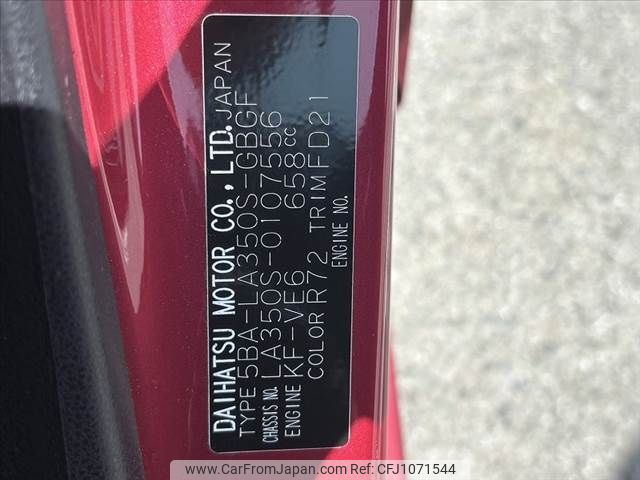 DAIHATSU MOTOR CO., LTD. JAPAN
TYPE 5BA-LA350S-GBGF
CHASSIS NO. LA350S-0107556
ENGINE KF-VE6 658CC
COLOR R72 TRIM FD21
ENGINE NO.
www.CarFromJapan.com Ref:CFJ1071544